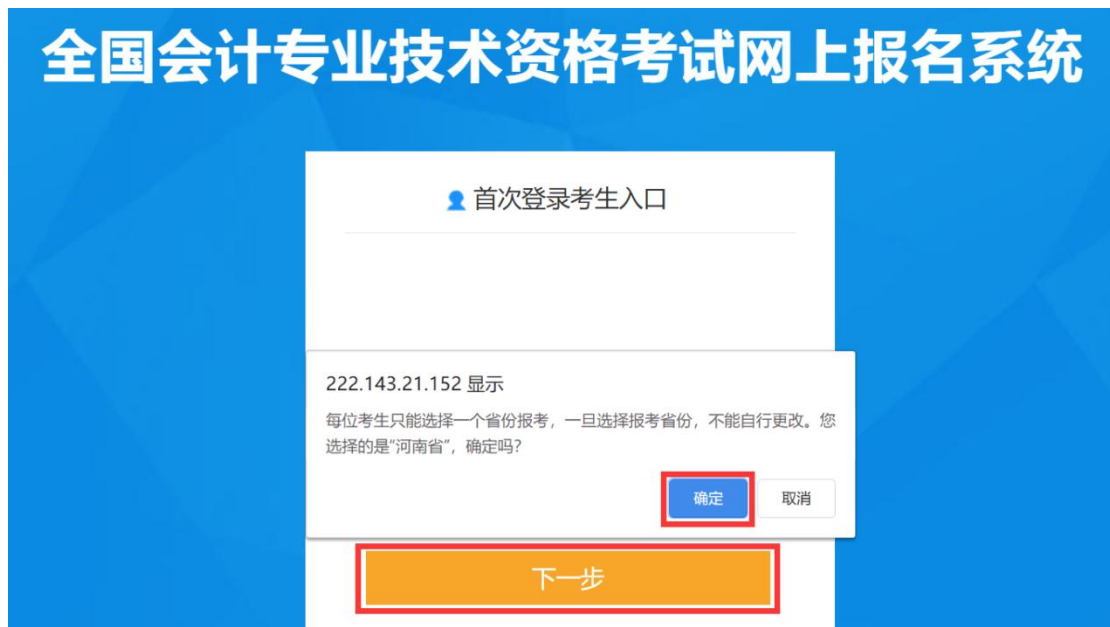 全国会计专业技术资格考试网上报名系统
首次登录考生入口
222.143.21.152 显示
每位考生只能选择一个省份报考，一旦选择报考省份，不能自行更改。您
选择的是“河南省”，确定吗?
确定 取消
下一步